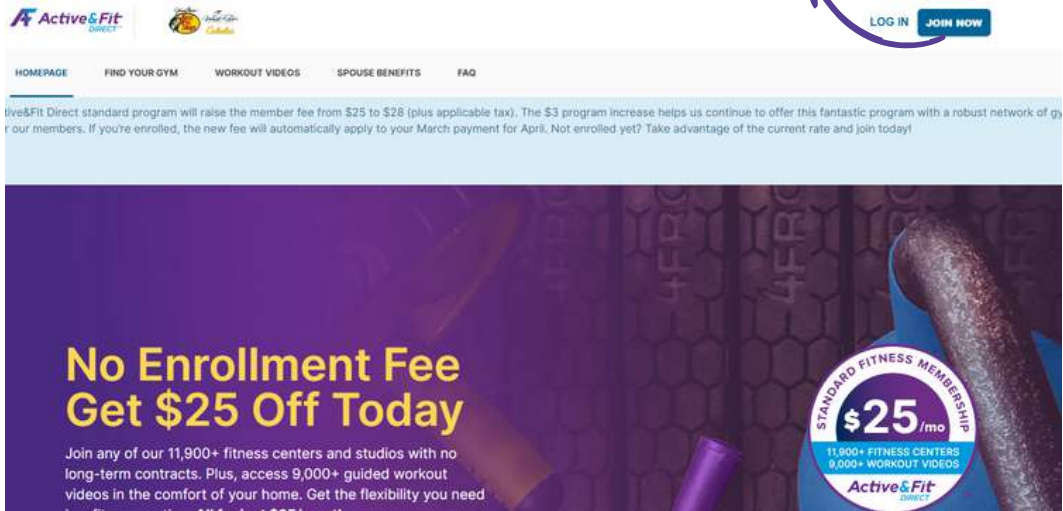 Active&Fit
DIRECT
LOG IN JOIN NOW
HOMEPAGE FIND YOUR GYM WORKOUT VIDEOS SPOUSE BENEFITS FAQ
tive&Fit Direct standard program will raise the member fee from $25 to $28 (plus applicable tax). The $3 program increase helps us continue to offer this fantastic program with a robust network of gy
r our members. If you're enrolled, the new fee will automatically apply to your March payment for April. Not enrolled yet? Take advantage of the current rate and join today!
No Enrollment Fee
Get $25 Off Today
Join any of our 11,900+ fitness centers and studios with no
long-term contracts. Plus, access 9,000+ guided workout
videos in the comfort of your home. Get the flexibility you need
STANDARD FITNESS MEMBERSHIP
$25/mo
11,900+ FITNESS CENTERS
9,000+ WORKOUT VIDEOS
Active&Fit
DIRECT